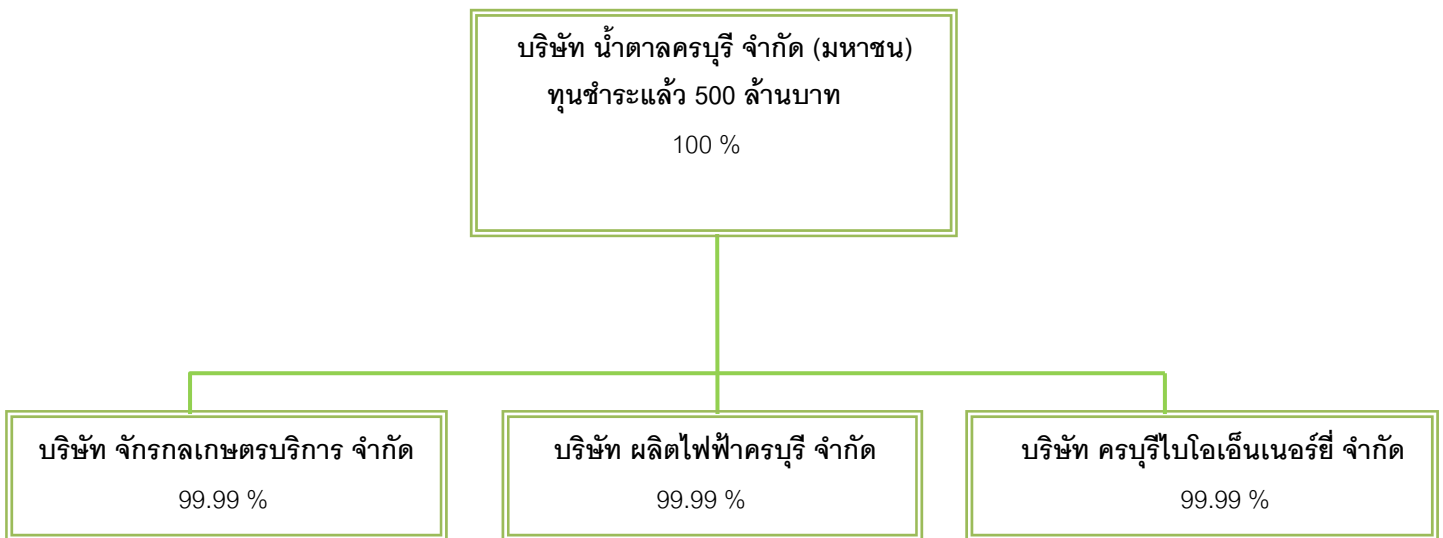 บริษัท น้ำตาลครบุรี จำกัด (มหาชน)
ทุนชำระแล้ว 500 ล้านบาท
100 %
บริษัท จักรกลเกษตรบริการ จำกัด
99.99 %
บริษัท ผลิตไฟฟ้าครบุรี จำกัด
99.99 %
บริษัท ครบุรีไบโอเอ็นเนอร์ยี่ จำกัด
99.99 %